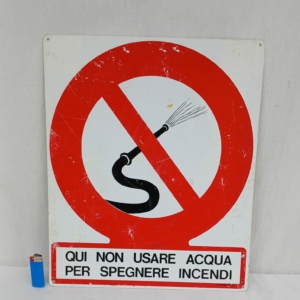 QUI NON USARE ACQUA
PER SPEGNERE INCENDI